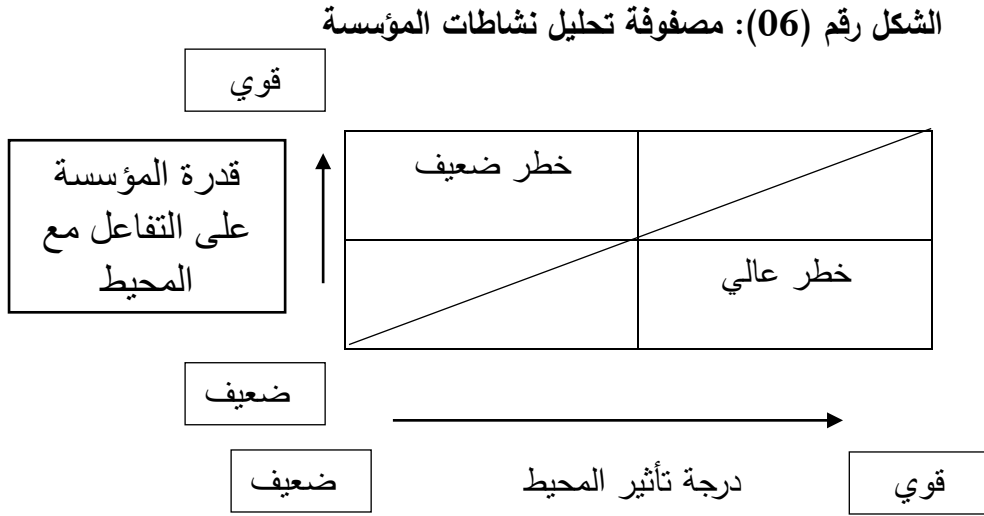 الشكل رقم (06): مصفوفة تحليل نشاطات المؤسسة
قوي
قدرة المؤسسة
على التفاعل مع
المحيط
خطر ضعيف
خطر عالي
ضعيف
ضعيف
درجة تأثير المحيط
قوي